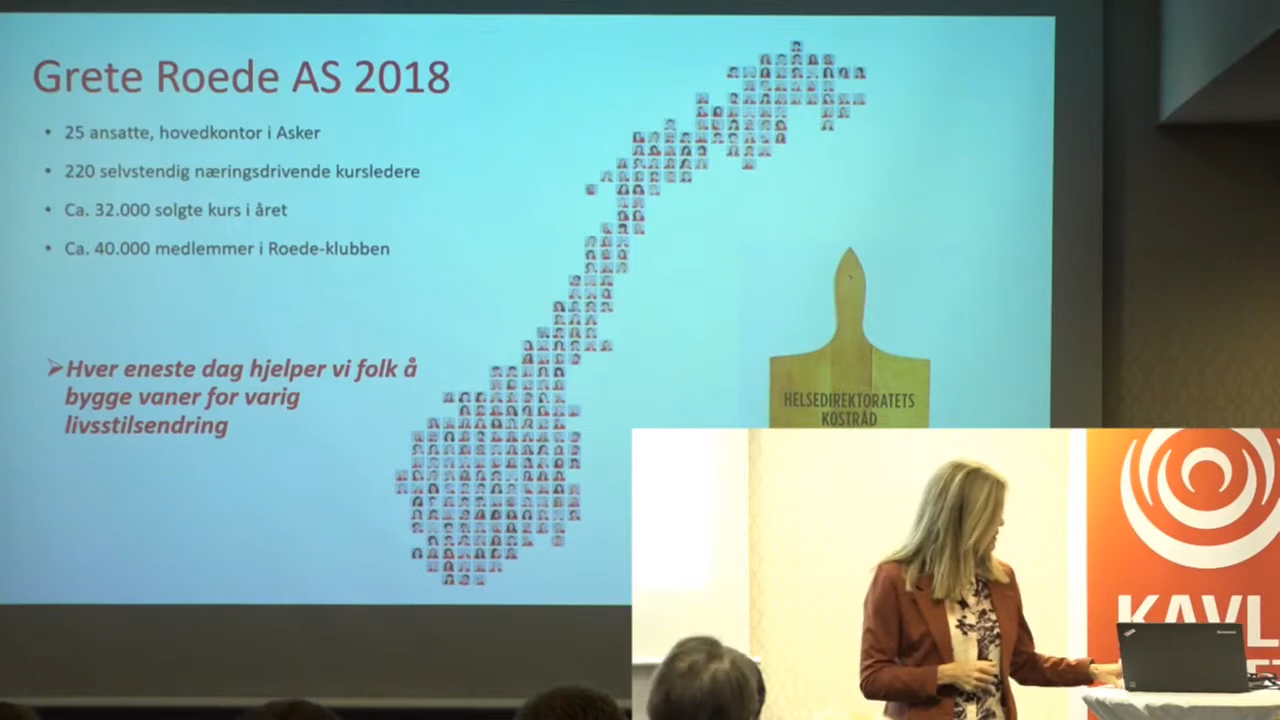 Grete Roede AS 2018
• 25 ansatte, hovedkontor i Asker
• 220 selvstendig næringsdrivende kursledere
• Ca. 32.000 solgte kurs i året
• Ca. 40.000 medlemmer i Roede-klubben
➢Hver eneste dag hjelper vi folk å
bygge vaner for varig
livsstilsendring
HELSEDIREKTORATETS
KOSTRÅD
KAVL